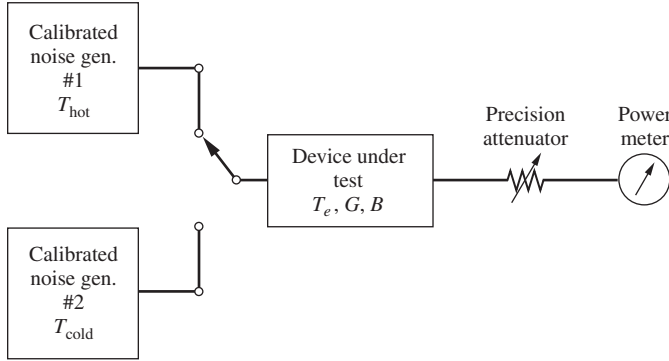 Calibrated
noise gen.
#1
T_hot
Precision
attenuator
Power
meter
Device under
test
T_e, G, B
Calibrated
noise gen.
#2
T_cold